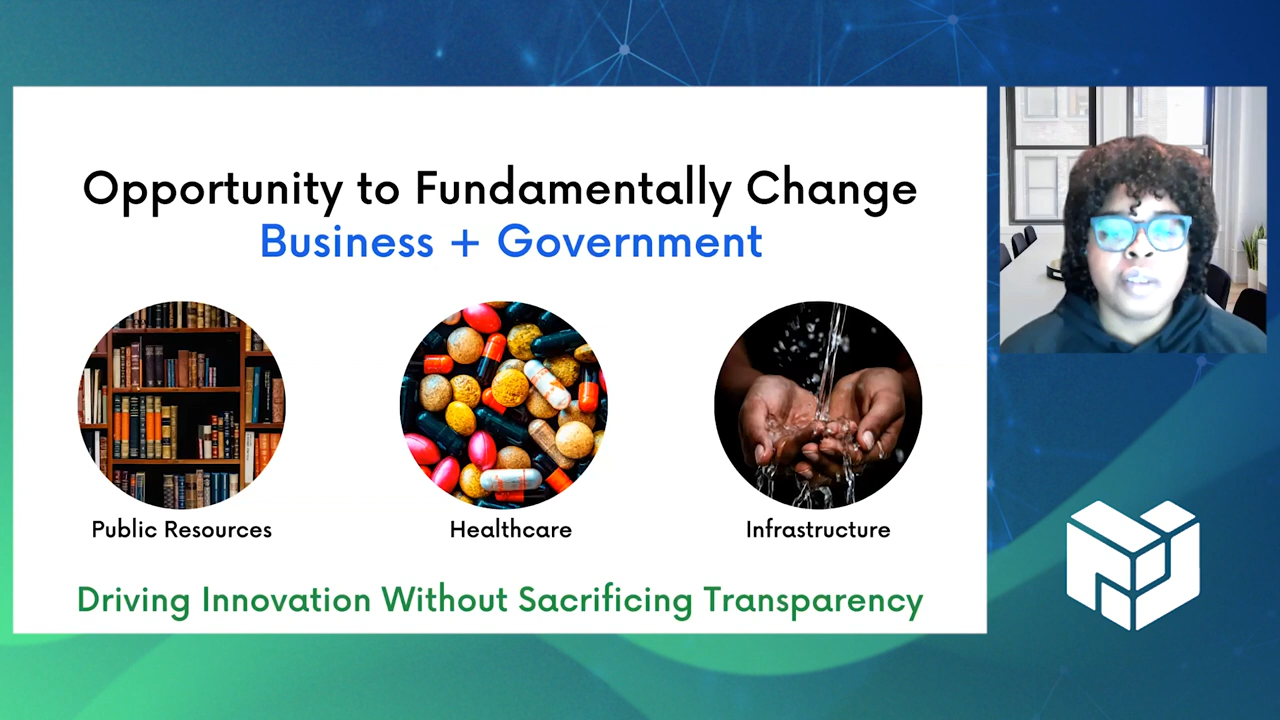 Opportunity to Fundamentally Change
Business + Government
Public Resources
Healthcare
Infrastructure
Driving Innovation Without Sacrificing Transparency